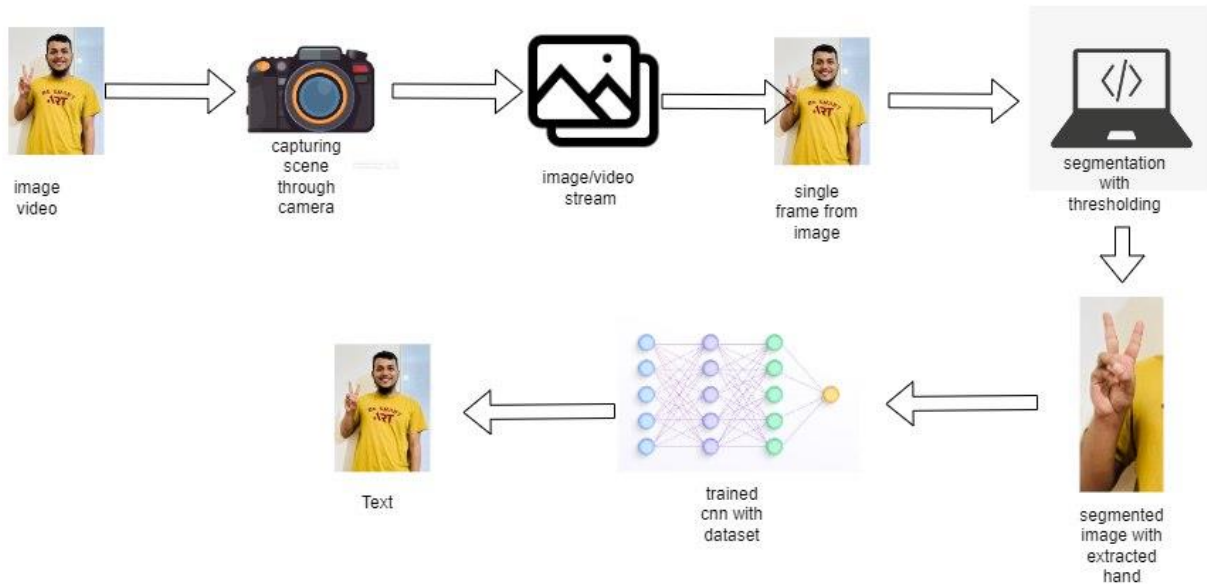 image
video
capturing
scene
through
camera
image/video
stream
single
frame from
image
segmentation
with
thresholding
segmented
image with
extracted
hand
trained
cnn with
dataset
Text